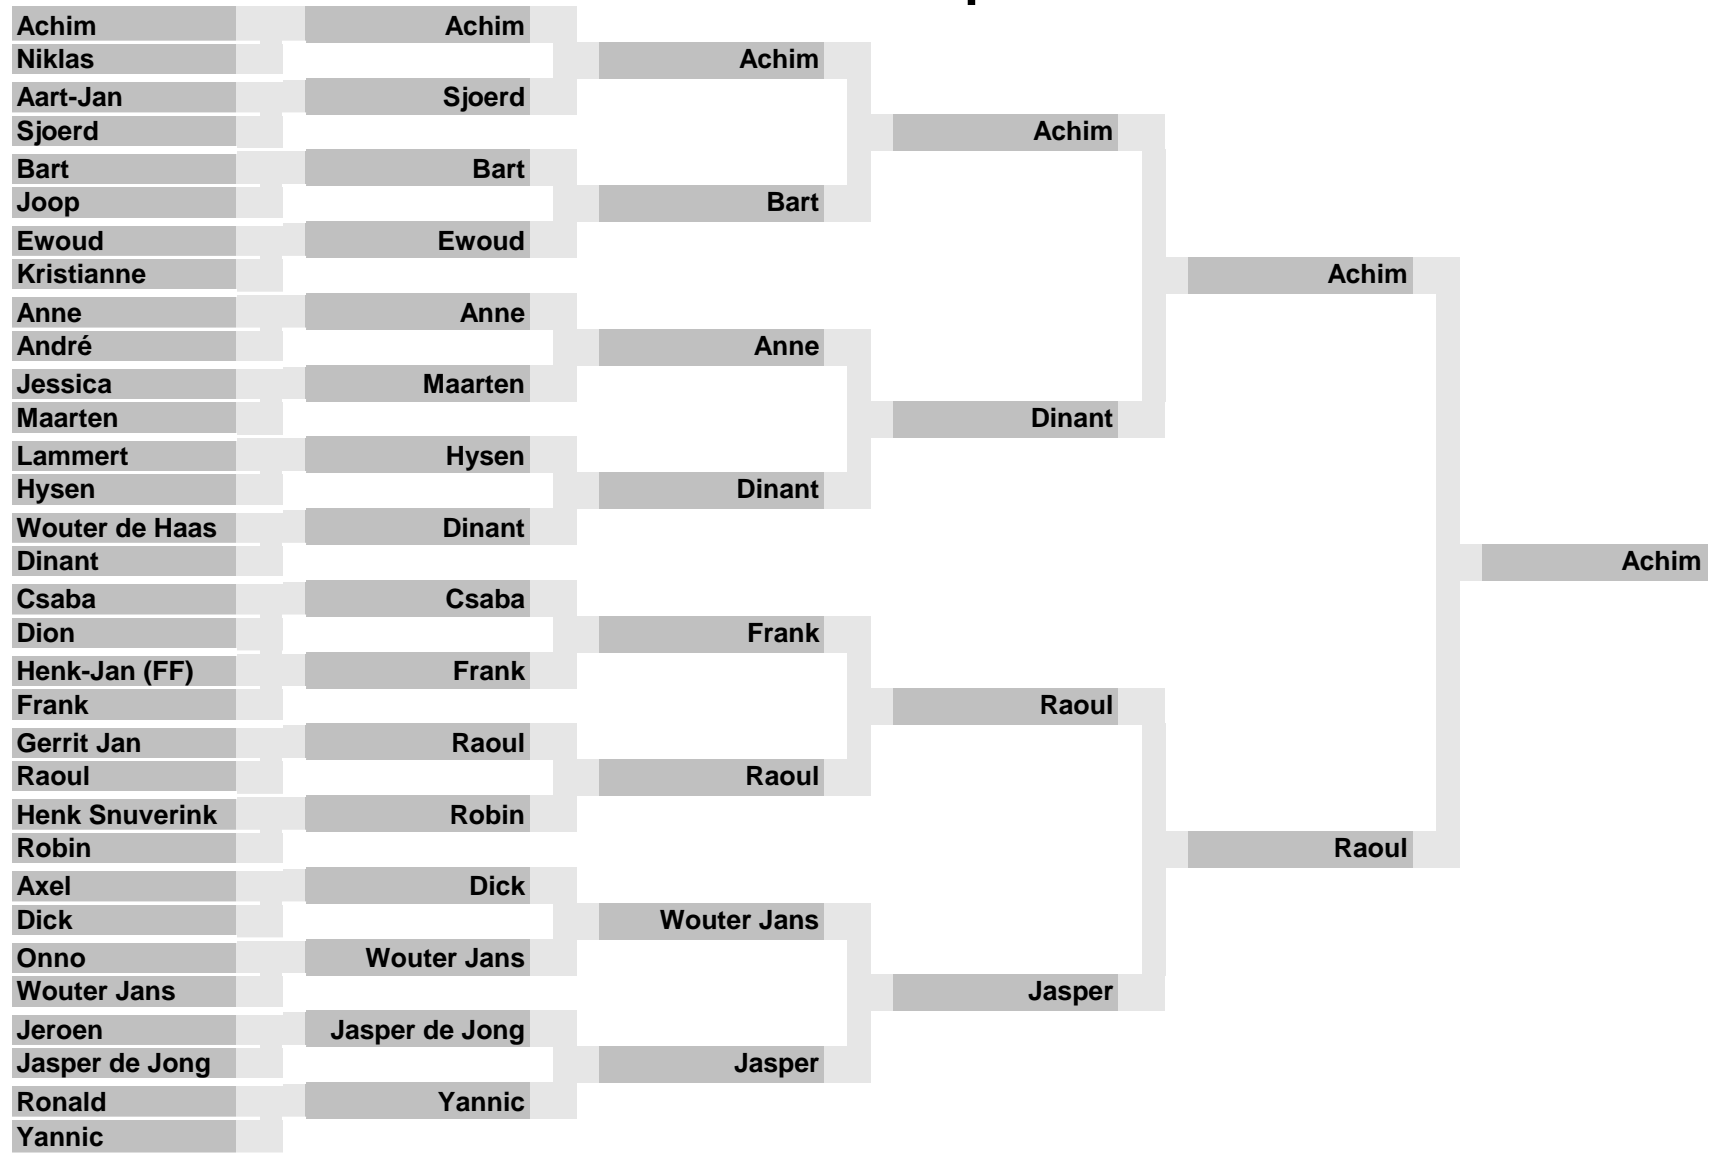 Achim Achim
Niklas Achim
Aart-Jan Sjoerd
Sjoerd Achim
Bart Bart
Joop Bart
Ewoud Ewoud
Kristianne Achim
Anne Anne
André Anne
Jessica Maarten
Maarten Dinant
Lammert Hysen
Hysen Dinant
Wouter de Haas Dinant
Dinant Achim
Csaba Csaba
Dion Frank
Henk-Jan (FF) Frank
Frank Raoul
Gerrit Jan Raoul
Raoul Raoul
Henk Snuverink Robin
Robin Raoul
Axel Dick
Dick Wouter Jans
Onno Wouter Jans
Wouter Jans Jasper
Jeroen Jasper de Jong
Jasper de Jong Jasper
Ronald Yannic
Yannic